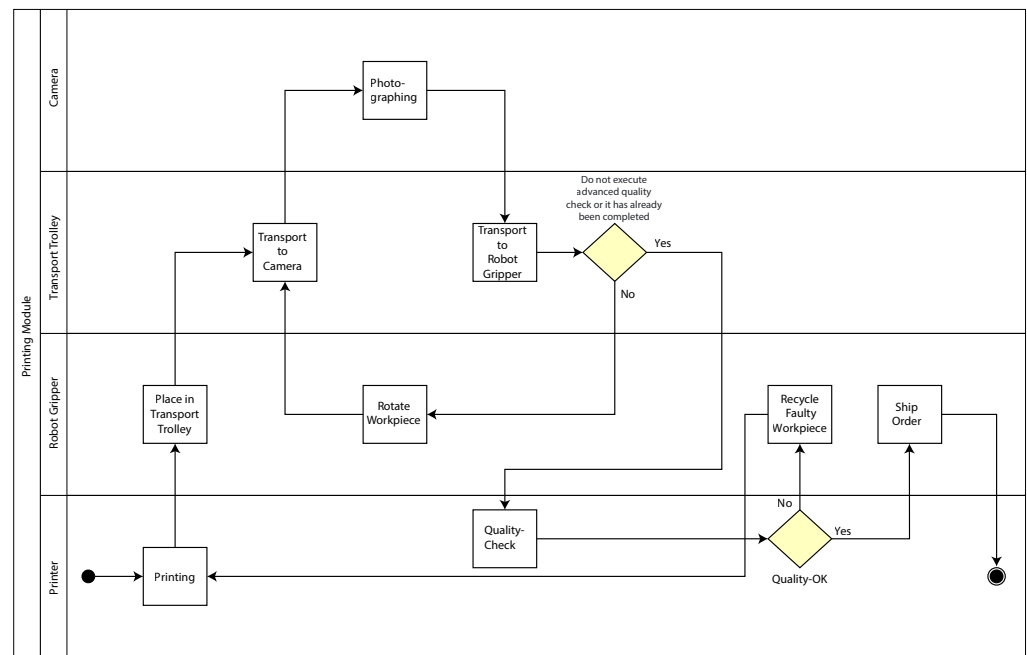 Printing Module
Camera
Photo-
graphing
Transport Trolley
Transport
to
Camera
Transport
to
Robot
Gripper
Do not execute
advanced quality
check or it has already
been completed
Yes
No
Robot Gripper
Place in
Transport
Trolley
Rotate
Workpiece
Recycle
Faulty
Workpiece
Ship
Order
Printer
Printing
Quality-
Check
No
Yes
Quality-OK